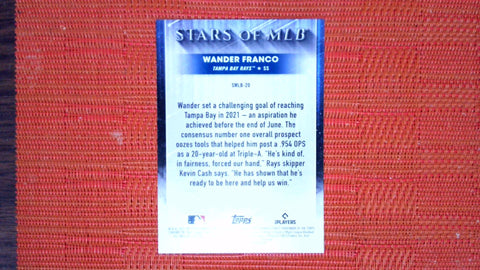 STARS OF MLB
WANDER FRANCO
TAMPA BAY RAYS™ ★ SS
SMLB-20
Wander set a challenging goal of reaching
Tampa Bay in 2021 – an aspiration he
achieved before the end of June. The
consensus number one overall prospect
oozes tools that helped him post a .954 OPS
as a 20-year-old at Triple-A. "He's kind of,
in fairness, forced our hand," Rays skipper
Kevin Cash says. "He has shown that he's
ready to be here and help us win."
Topps
PLAYERS